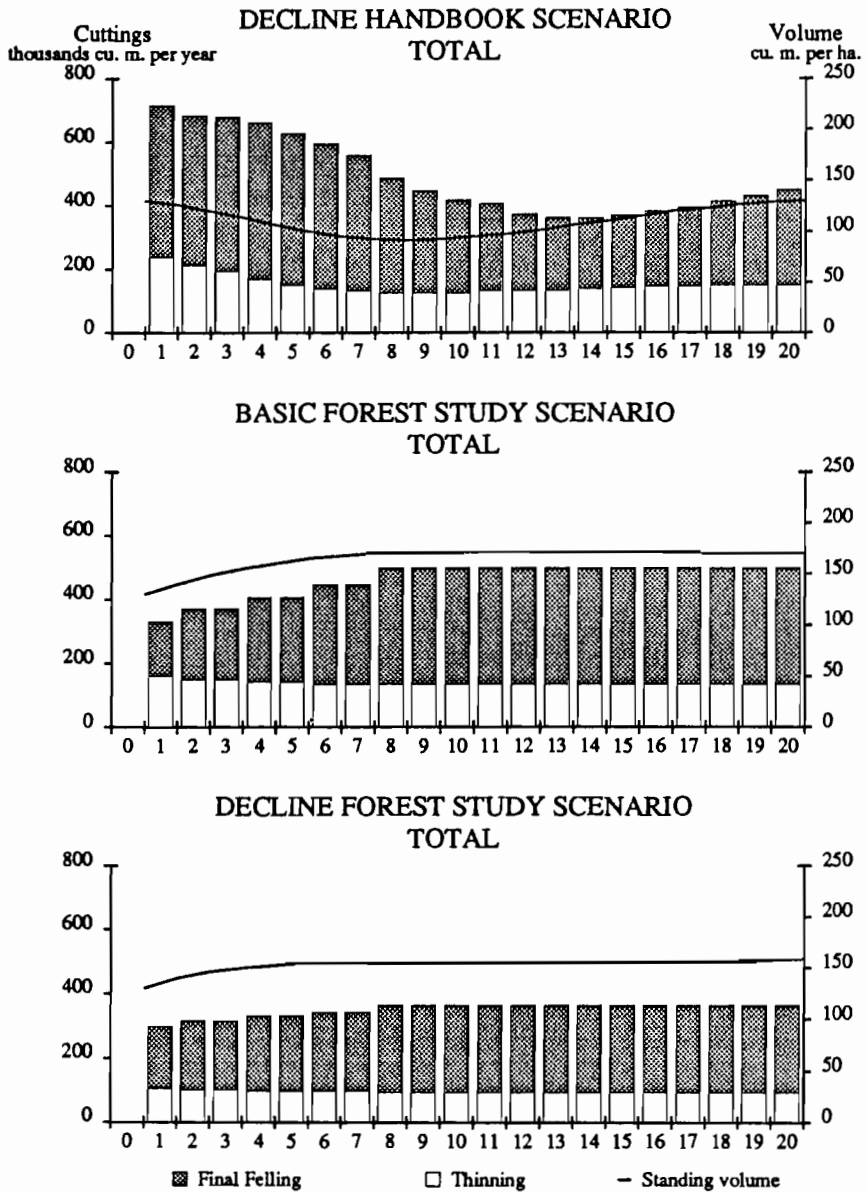 DECLINE HANDBOOK SCENARIO
TOTAL
Cuttings
thousands cu. m. per year
Volume
cu. m. per ha.
800
600
400
200
0
250
200
150
100
50
0
0 1 2 3 4 5 6 7 8 9 10 11 12 13 14 15 16 17 18 19 20
BASIC FOREST STUDY SCENARIO
TOTAL
800
600
400
200
0
250
200
150
100
50
0
0 1 2 3 4 5 6 7 8 9 10 11 12 13 14 15 16 17 18 19 20
DECLINE FOREST STUDY SCENARIO
TOTAL
800
600
400
200
0
250
200
150
100
50
0
0 1 2 3 4 5 6 7 8 9 10 11 12 13 14 15 16 17 18 19 20
Final Felling Thinning Standing volume